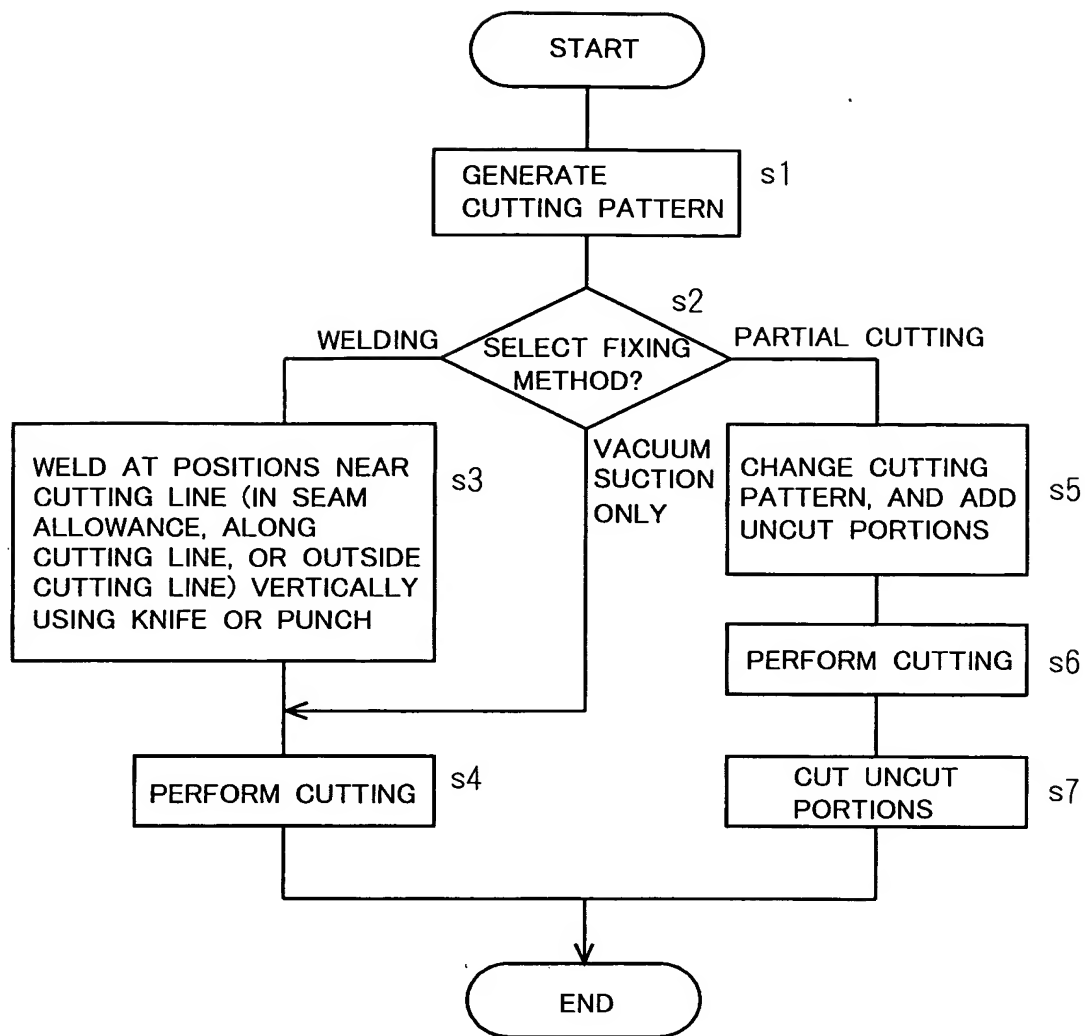 START
GENERATE
CUTTING PATTERN
s1
s2
WELDING
SELECT FIXING
METHOD?
PARTIAL CUTTING
WELD AT POSITIONS NEAR
CUTTING LINE (IN SEAM
ALLOWANCE, ALONG
CUTTING LINE, OR OUTSIDE
CUTTING LINE) VERTICALLY
USING KNIFE OR PUNCH
s3
VACUUM
SUCTION
ONLY
CHANGE CUTTING
PATTERN, AND ADD
UNCUT PORTIONS
s5
PERFORM CUTTING
s6
PERFORM CUTTING
s4
CUT UNCUT
PORTIONS
s7
END